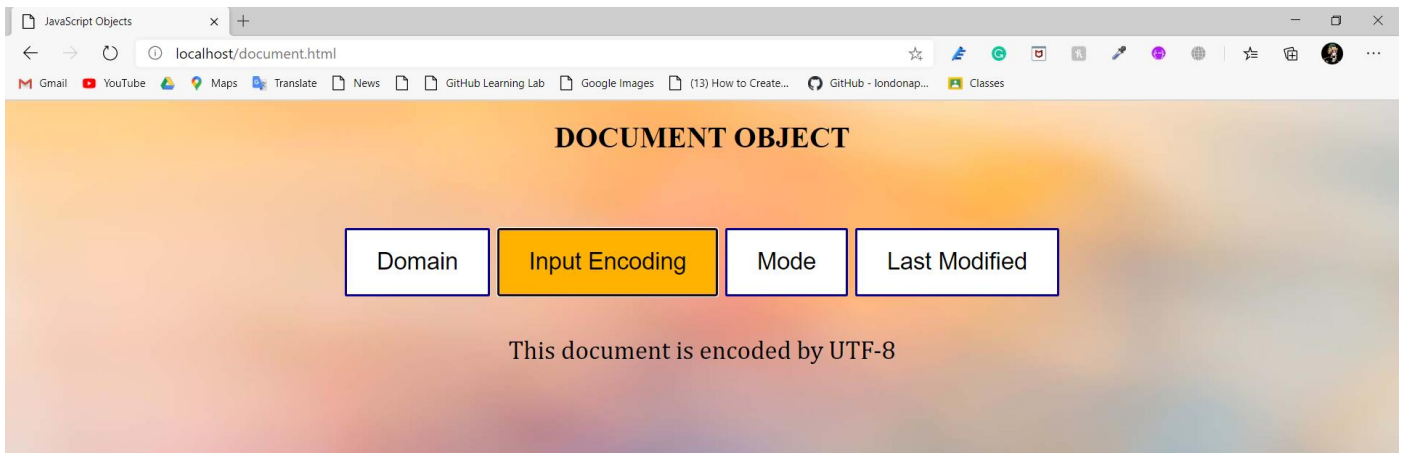 JavaScript Objects
localhost/document.html
Gmail YouTube Maps Translate News GitHub Learning Lab Google Images (13) How to Create... GitHub - londonap... Classes
DOCUMENT OBJECT
Domain Input Encoding Mode Last Modified
This document is encoded by UTF-8